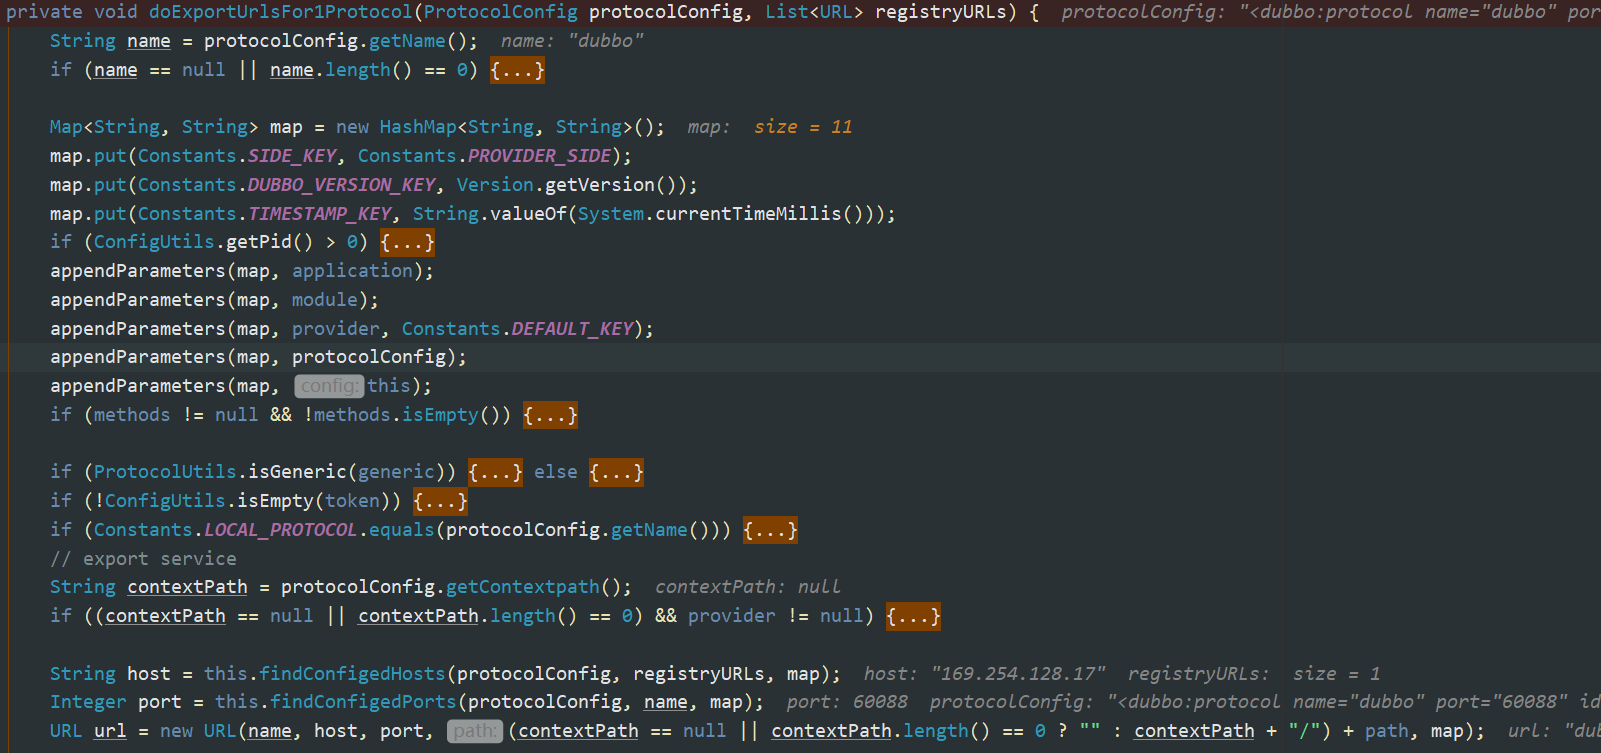 private void doExportUrlsFor1Protocol(ProtocolConfig protocolConfig, List<URL> registryURLs) {  protocolConfig: "<dubbo:protocol name="dubbo" por
String name = protocolConfig.getName();  name: "dubbo"
if (name == null || name.length() == 0) {...}
Map<String, String> map = new HashMap<String, String>();  map:  size = 11
map.put(Constants.SIDE_KEY, Constants.PROVIDER_SIDE);
map.put(Constants.DUBBO_VERSION_KEY, Version.getVersion());
map.put(Constants.TIMESTAMP_KEY, String.valueOf(System.currentTimeMillis()));
if (ConfigUtils.getPid() > 0) {...}
appendParameters(map, application);
appendParameters(map, module);
appendParameters(map, provider, Constants.DEFAULT_KEY);
appendParameters(map, protocolConfig);
appendParameters(map, config: this);
if (methods != null && !methods.isEmpty()) {...}
if (ProtocolUtils.isGeneric(generic)) {...} else {...}
if (!ConfigUtils.isEmpty(token)) {...}
if (Constants.LOCAL_PROTOCOL.equals(protocolConfig.getName())) {...}
// export service
String contextPath = protocolConfig.getContextpath();  contextPath: null
if ((contextPath == null || contextPath.length() == 0) && provider != null) {...}
String host = this.findConfigedHosts(protocolConfig, registryURLs, map);  host: "169.254.128.17"  registryURLs:  size = 1
Integer port = this.findConfigedPorts(protocolConfig, name, map);  port: 60088  protocolConfig: "<dubbo:protocol name="dubbo" port="60088" id
URL url = new URL(name, host, port, path: (contextPath == null || contextPath.length() == 0 ? "" : contextPath + "/") + path, map);  url: "dub